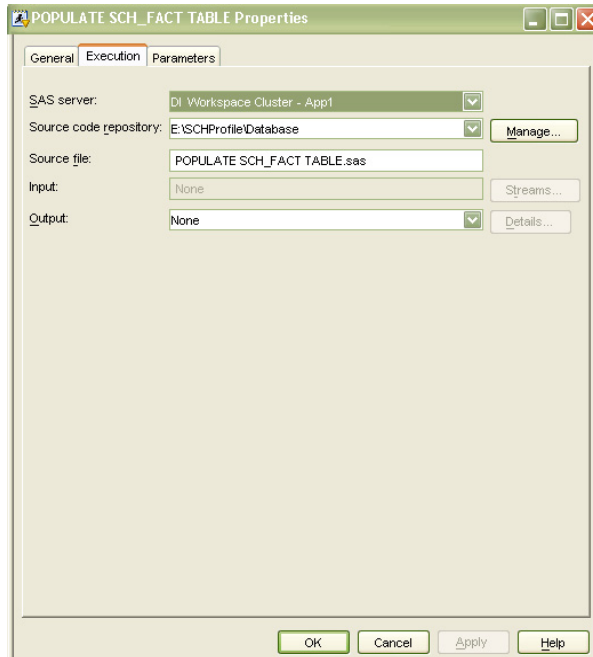 POPULATE SCH_FACT TABLE Properties
General Execution Parameters
SAS server: DI Workspace Cluster - App1
Source code repository: E:\SCHProfile\Database Manage...
Source file: POPULATE SCH_FACT TABLE.sas
Input: None Streams...
Output: None Details...
OK Cancel Apply Help